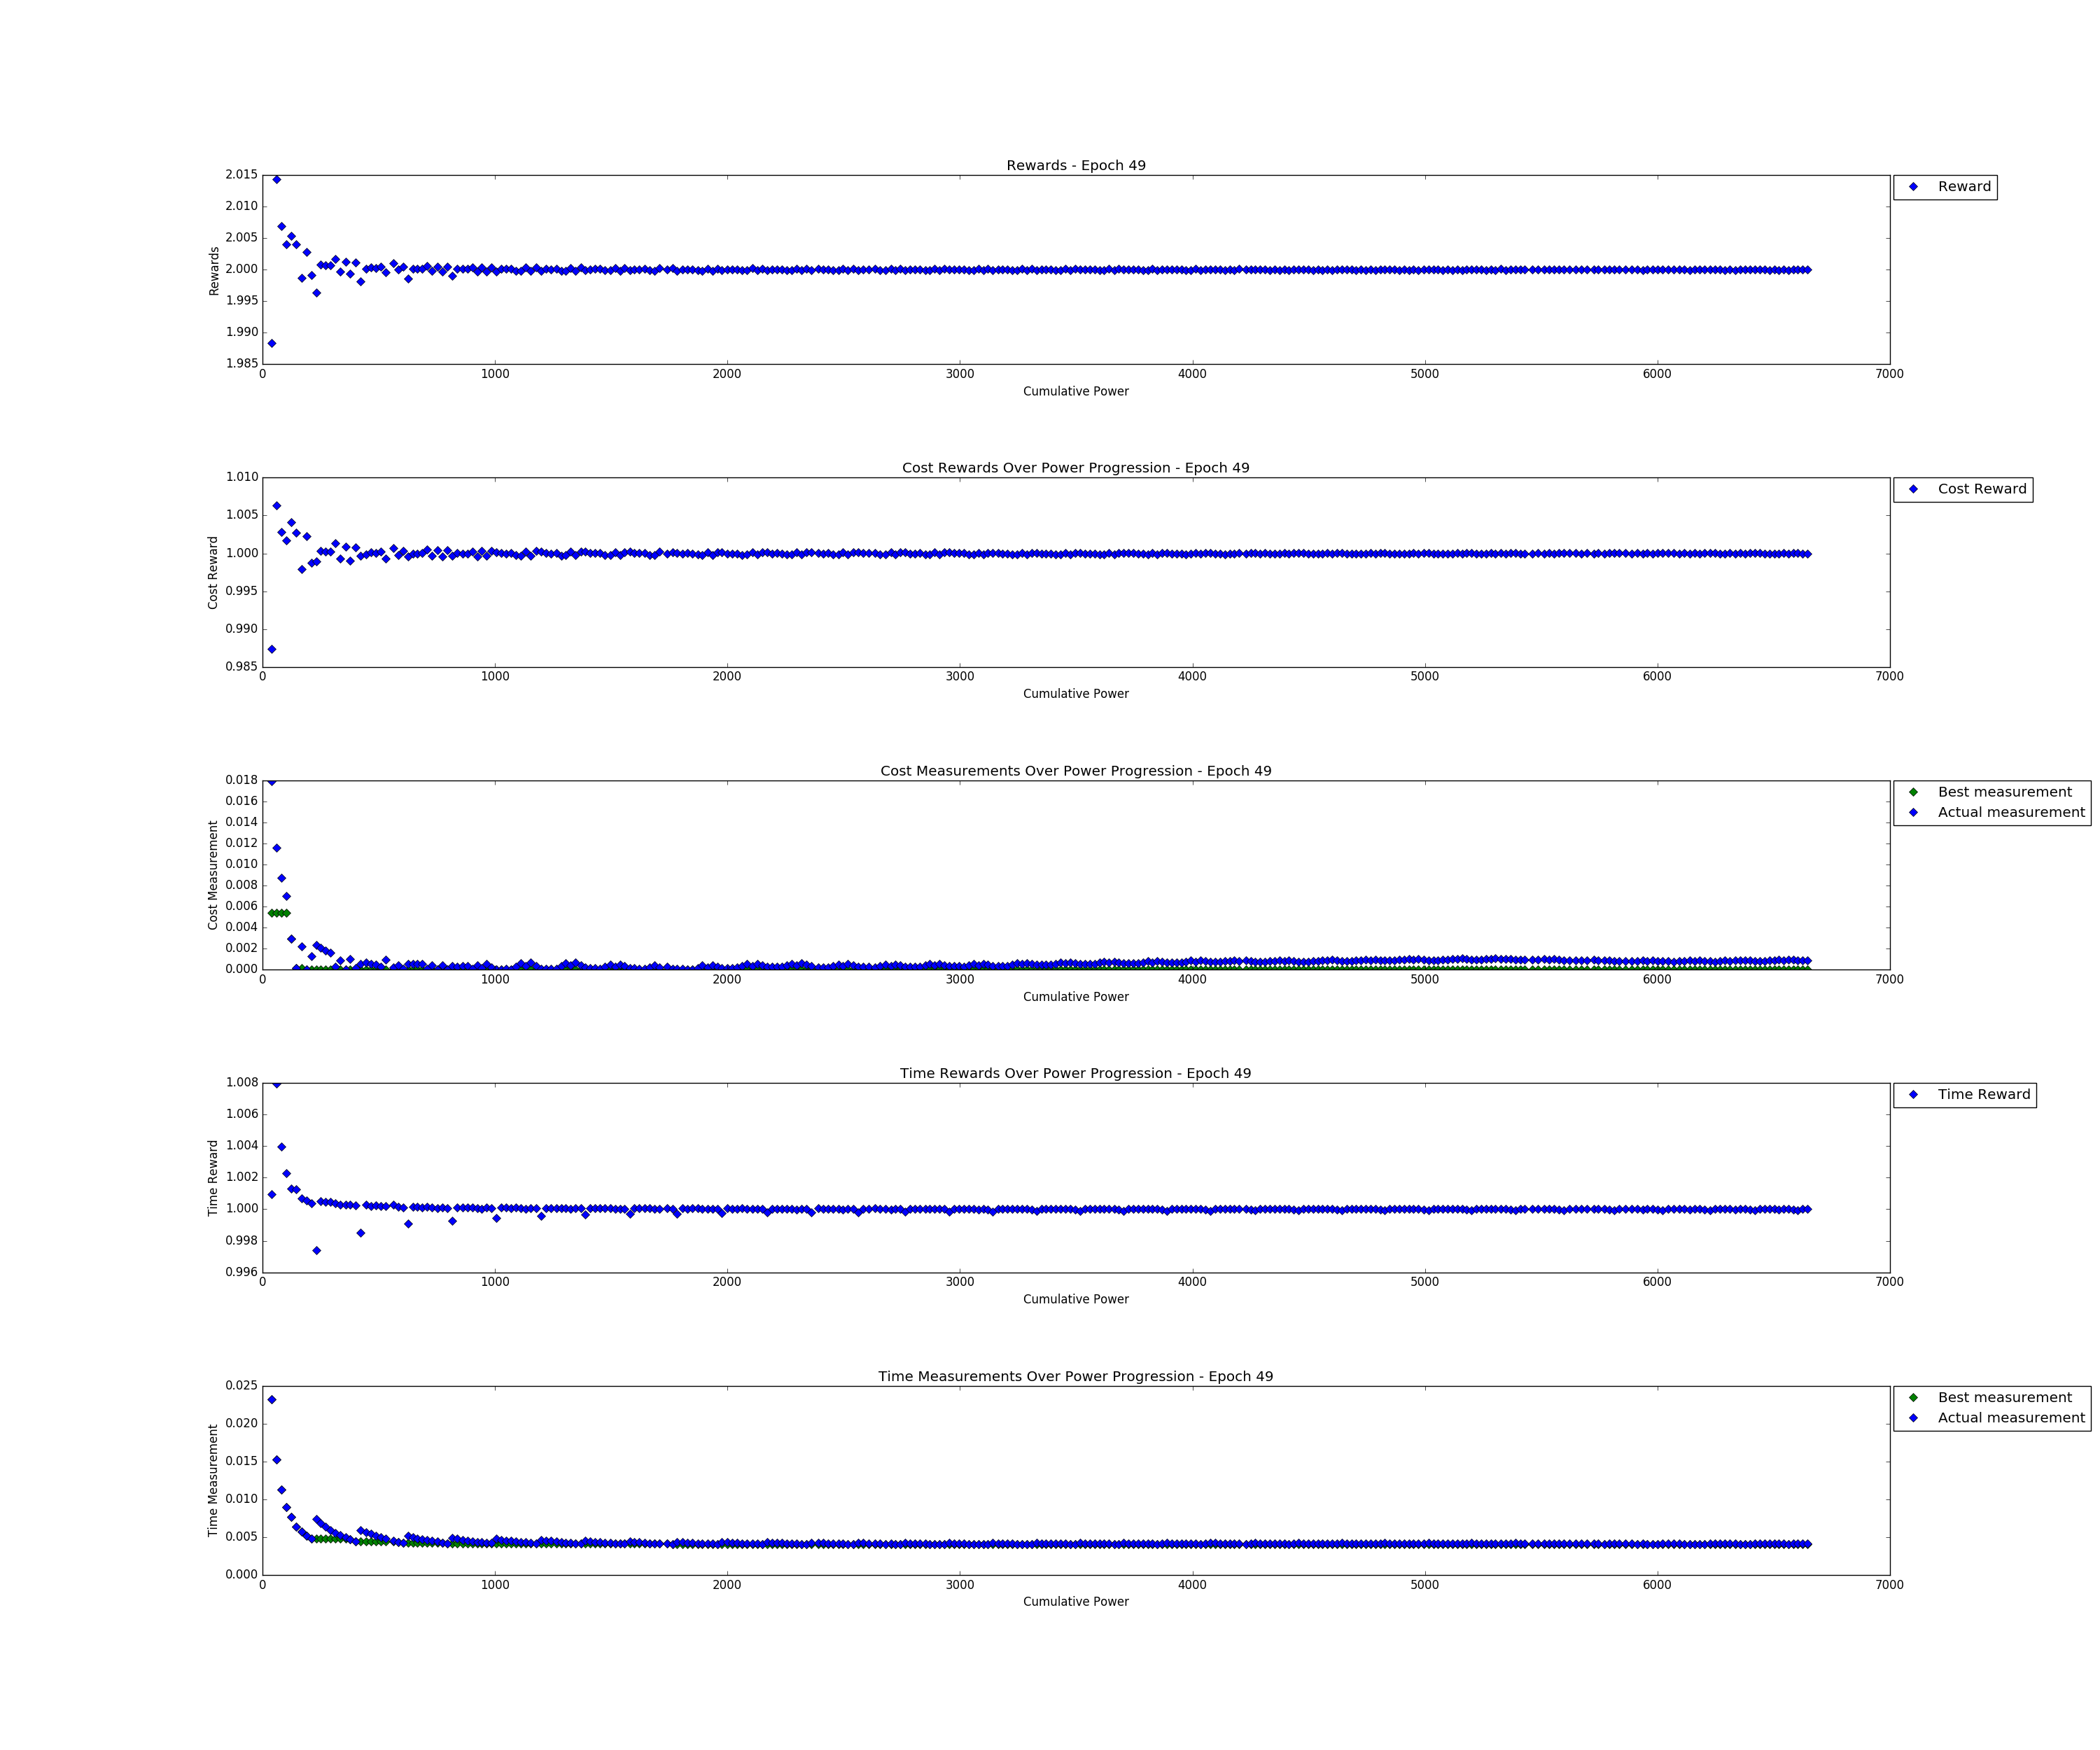 Rewards - Epoch 49
2.015
2.010
2.005
2.000
1.995
1.990
1.985
Rewards
0 1000 2000 3000 4000 5000 6000 7000
Cumulative Power
Reward
Cost Rewards Over Power Progression - Epoch 49
1.010
1.005
1.000
0.995
0.990
0.985
Cost Reward
0 1000 2000 3000 4000 5000 6000 7000
Cumulative Power
Cost Reward
Cost Measurements Over Power Progression - Epoch 49
0.018
0.016
0.014
0.012
0.010
0.008
0.006
0.004
0.002
0.000
Cost Measurement
0 1000 2000 3000 4000 5000 6000 7000
Cumulative Power
Best measurement
Actual measurement
Time Rewards Over Power Progression - Epoch 49
1.008
1.006
1.004
1.002
1.000
0.998
0.996
Time Reward
0 1000 2000 3000 4000 5000 6000 7000
Cumulative Power
Time Reward
Time Measurements Over Power Progression - Epoch 49
0.025
0.020
0.015
0.010
0.005
0.000
Time Measurement
0 1000 2000 3000 4000 5000 6000 7000
Cumulative Power
Best measurement
Actual measurement